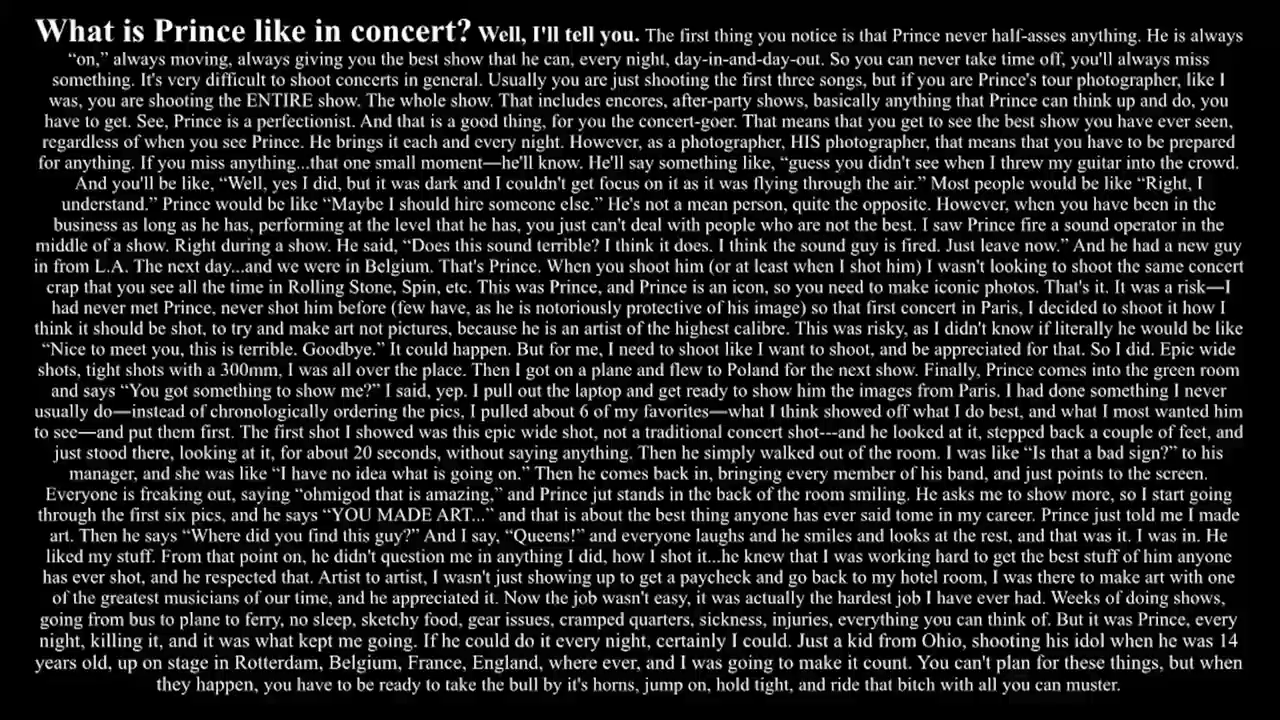 What is Prince like in concert? Well, I'll tell you. The first thing you notice is that Prince never half-asses anything. He is always
“on,” always moving, always giving you the best show that he can, every night, day-in-and-day-out. So you can never take time off, you'll always miss
something. It's very difficult to shoot concerts in general. Usually you are just shooting the first three songs, but if you are Prince's tour photographer, like I
was, you are shooting the ENTIRE show. The whole show. That includes encores, after-party shows, basically anything that Prince can think up and do, you
have to get. See, Prince is a perfectionist. And that is a good thing, for you the concert-goer. That means that you get to see the best show you have ever seen,
regardless of when you see Prince. He brings it each and every night. However, as a photographer, HIS photographer, that means that you have to be prepared
for anything. If you miss anything...that one small moment—he'll know. He'll say something like, “guess you didn't see when I threw my guitar into the crowd.
And you'll be like, “Well, yes I did, but it was dark and I couldn't get focus on it as it was flying through the air.” Most people would be like “Right, I
understand.” Prince would be like “Maybe I should hire someone else.” He's not a mean person, quite the opposite. However, when you have been in the
business as long as he has, performing at the level that he has, you just can't deal with people who are not the best. I saw Prince fire a sound operator in the
middle of a show. Right during a show. He said, “Does this sound terrible? I think it does. I think the sound guy is fired. Just leave now.” And he had a new guy
in from L.A. The next day...and we were in Belgium. That's Prince. When you shoot him (or at least when I shot him) I wasn't looking to shoot the same concert
crap that you see all the time in Rolling Stone, Spin, etc. This was Prince, and Prince is an icon, so you need to make iconic photos. That's it. It was a risk—I
had never met Prince, never shot him before (few have, as he is notoriously protective of his image) so that first concert in Paris, I decided to shoot it how I
think it should be shot, to try and make art not pictures, because he is an artist of the highest calibre. This was risky, as I didn't know if literally he would be like
“Nice to meet you, this is terrible. Goodbye.” It could happen. But for me, I need to shoot like I want to shoot, and be appreciated for that. So I did. Epic wide
shots, tight shots with a 300mm, I was all over the place. Then I got on a plane and flew to Poland for the next show. Finally, Prince comes into the green room
and says “You got something to show me?” I said, yep. I pull out the laptop and get ready to show him the images from Paris. I had done something I never
usually do—instead of chronologically ordering the pics, I pulled about 6 of my favorites—what I think showed off what I do best, and what I most wanted him
to see—and put them first. The first shot I showed was this epic wide shot, not a traditional concert shot---and he looked at it, stepped back a couple of feet, and
just stood there, looking at it, for about 20 seconds, without saying anything. Then he simply walked out of the room. I was like “Is that a bad sign?” to his
manager, and she was like “I have no idea what is going on.” Then he comes back in, bringing every member of his band, and just points to the screen.
Everyone is freaking out, saying “ohmigod that is amazing,” and Prince jut stands in the back of the room smiling. He asks me to show more, so I start going
through the first six pics, and he says “YOU MADE ART...” and that is about the best thing anyone has ever said tome in my career. Prince just told me I made
art. Then he says “Where did you find this guy?” And I say, “Queens!” and everyone laughs and he smiles and looks at the rest, and that was it. I was in. He
liked my stuff. From that point on, he didn't question me in anything I did, how I shot it...he knew that I was working hard to get the best stuff of him anyone
has ever shot, and he respected that. Artist to artist, I wasn't just showing up to get a paycheck and go back to my hotel room, I was there to make art with one
of the greatest musicians of our time, and he appreciated it. Now the job wasn't easy, it was actually the hardest job I have ever had. Weeks of doing shows,
going from bus to plane to ferry, no sleep, sketchy food, gear issues, cramped quarters, sickness, injuries, everything you can think of. But it was Prince, every
night, killing it, and it was what kept me going. If he could do it every night, certainly I could. Just a kid from Ohio, shooting his idol when he was 14
years old, up on stage in Rotterdam, Belgium, France, England, where ever, and I was going to make it count. You can't plan for these things, but when
they happen, you have to be ready to take the bull by it's horns, jump on, hold tight, and ride that bitch with all you can muster.